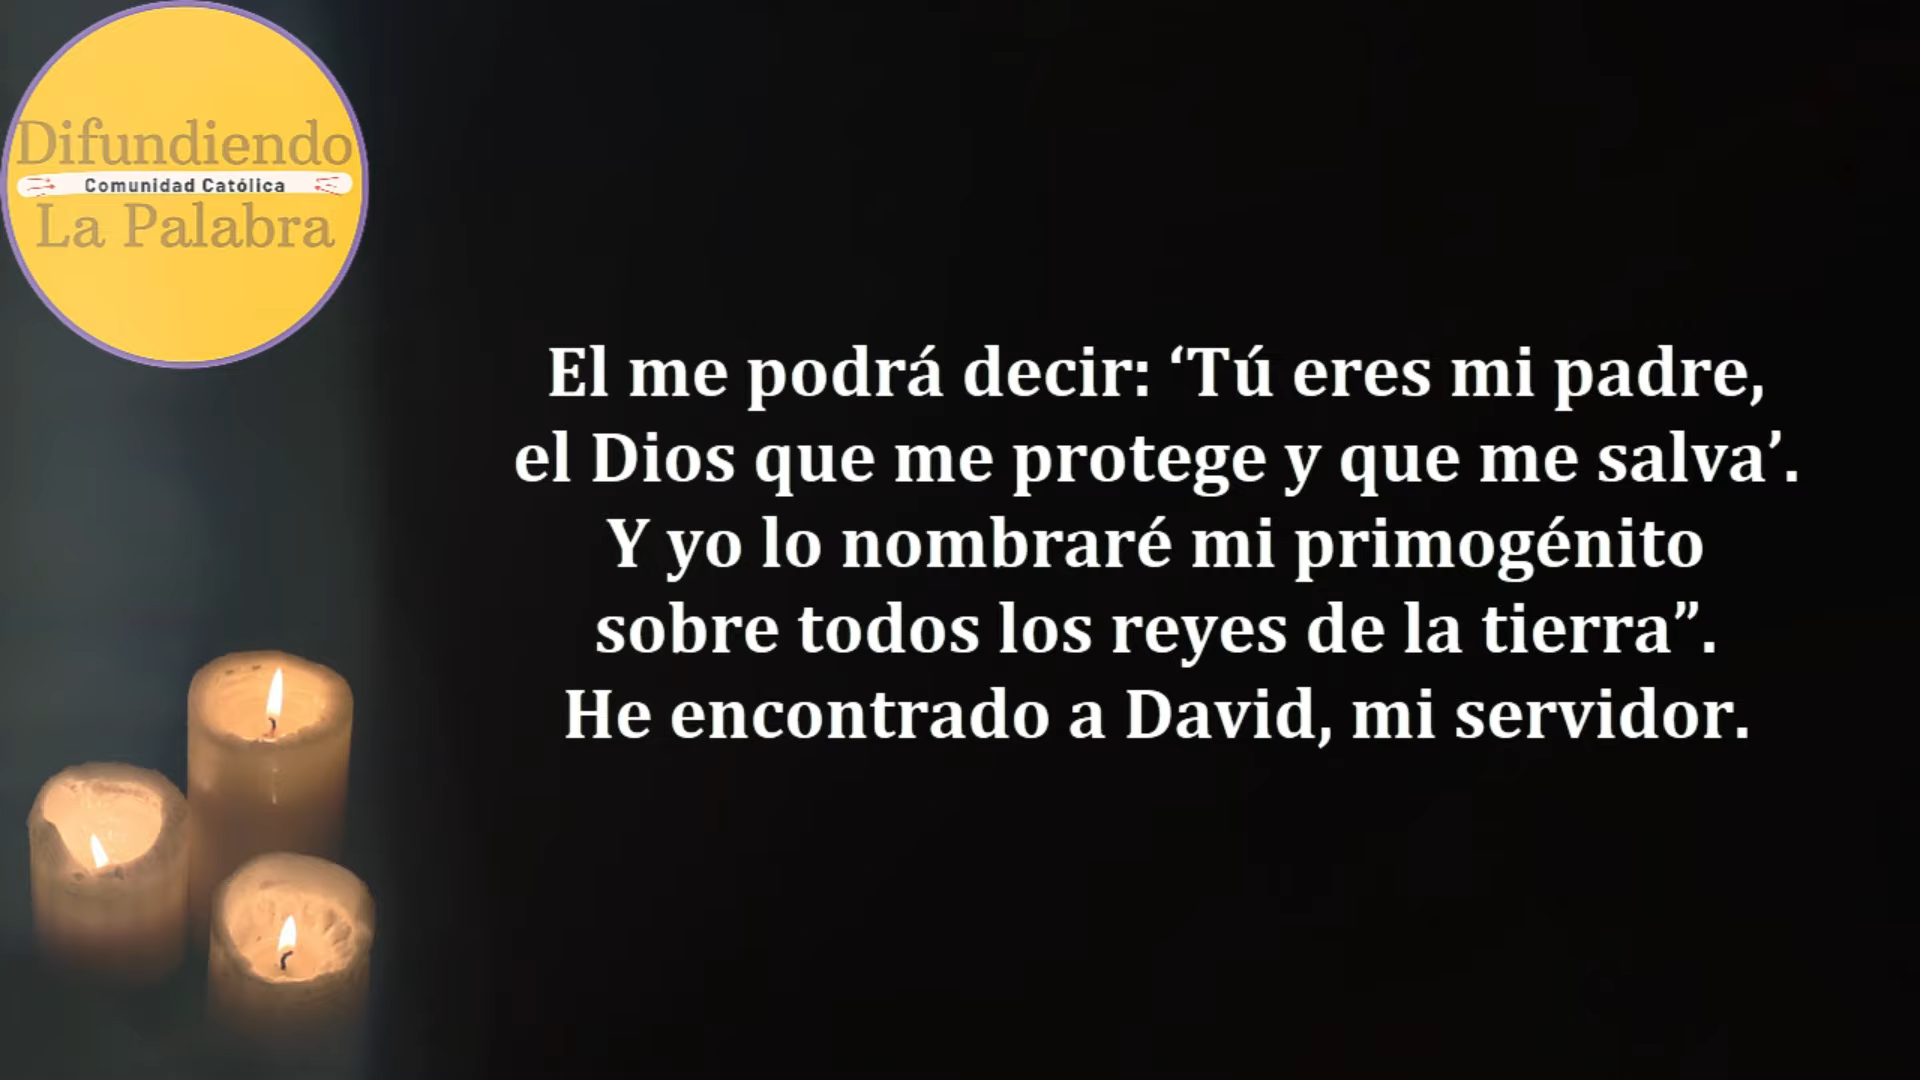 Difundiendo
Comunidad Católica
La Palabra
El me podrá decir: ‘Tú eres mi padre,
el Dios que me protege y que me salva’.
Y yo lo nombraré mi primogénito
sobre todos los reyes de la tierra”.
He encontrado a David, mi servidor.